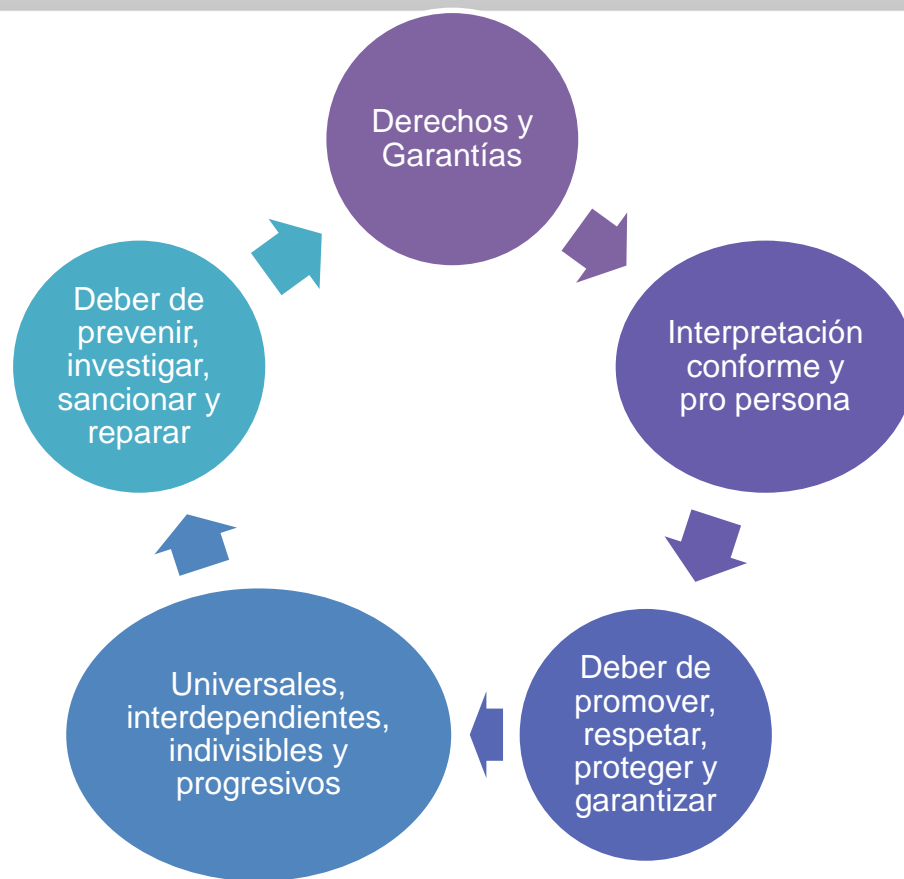 Derechos y
Garantías
Interpretación
conforme y
pro persona
Deber de
promover,
respetar,
proteger y
garantizar
Universales,
interdependientes,
indivisibles y
progresivos
Deber de
prevenir,
investigar,
sancionar y
reparar